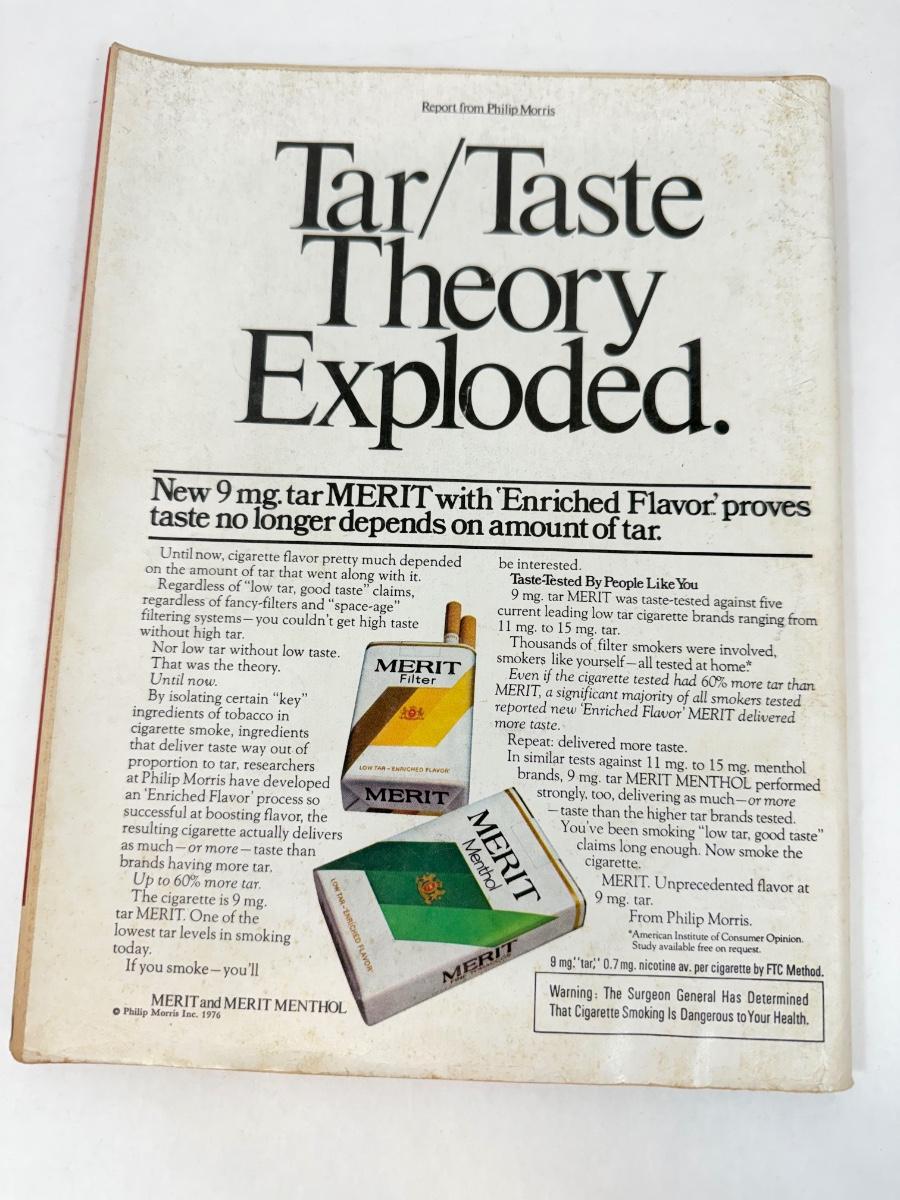 Report from Philip Morris
Tar/Taste
Theory
Exploded.
New 9 mg. tar MERIT with 'Enriched Flavor.' proves
taste no longer depends on amount of tar.
Until now, cigarette flavor pretty much depended
on the amount of tar that went along with it.
Regardless of "low tar, good taste" claims,
regardless of fancy-filters and "space-age"
filtering systems—you couldn't get high taste
without high tar.
Nor low tar without low taste.
That was the theory.
Until now.
By isolating certain "key"
ingredients of tobacco in
cigarette smoke, ingredients
that deliver taste way out of
proportion to tar, researchers
at Philip Morris have developed
an 'Enriched Flavor' process so
successful at boosting flavor, the
resulting cigarette actually delivers
as much—or more—taste than
brands having more tar.
Up to 60% more tar.
The cigarette is 9 mg.
tar MERIT. One of the
lowest tar levels in smoking
today.
If you smoke—you'll
be interested.
Taste-Tested By People Like You
9 mg. tar MERIT was taste-tested against five
current leading low tar cigarette brands ranging from
11 mg. to 15 mg. tar.
Thousands of filter smokers were involved,
smokers like yourself—all tested at home.*
Even if the cigarette tested had 60% more tar than
MERIT, a significant majority of all smokers tested
reported new 'Enriched Flavor' MERIT delivered
more taste.
Repeat: delivered more taste.
In similar tests against 11 mg. to 15 mg. menthol
brands, 9 mg. tar MERIT MENTHOL performed
strongly, too, delivering as much—or more
—taste than the higher tar brands tested.
You've been smoking "low tar, good taste"
claims long enough. Now smoke the
cigarette.
MERIT. Unprecedented flavor at
9 mg. tar.
From Philip Morris.
*American Institute of Consumer Opinion.
Study available free on request.
9 mg. "tar," 0.7 mg. nicotine av. per cigarette by FTC Method.
Warning: The Surgeon General Has Determined
That Cigarette Smoking Is Dangerous to Your Health.
MERIT
Filter
LOW TAR-ENRICHED FLAVOR
MERIT
MERIT
Menthol
LOW TAR-ENRICHED FLAVOR
MERIT
MERIT and MERIT MENTHOL
© Philip Morris Inc. 1976